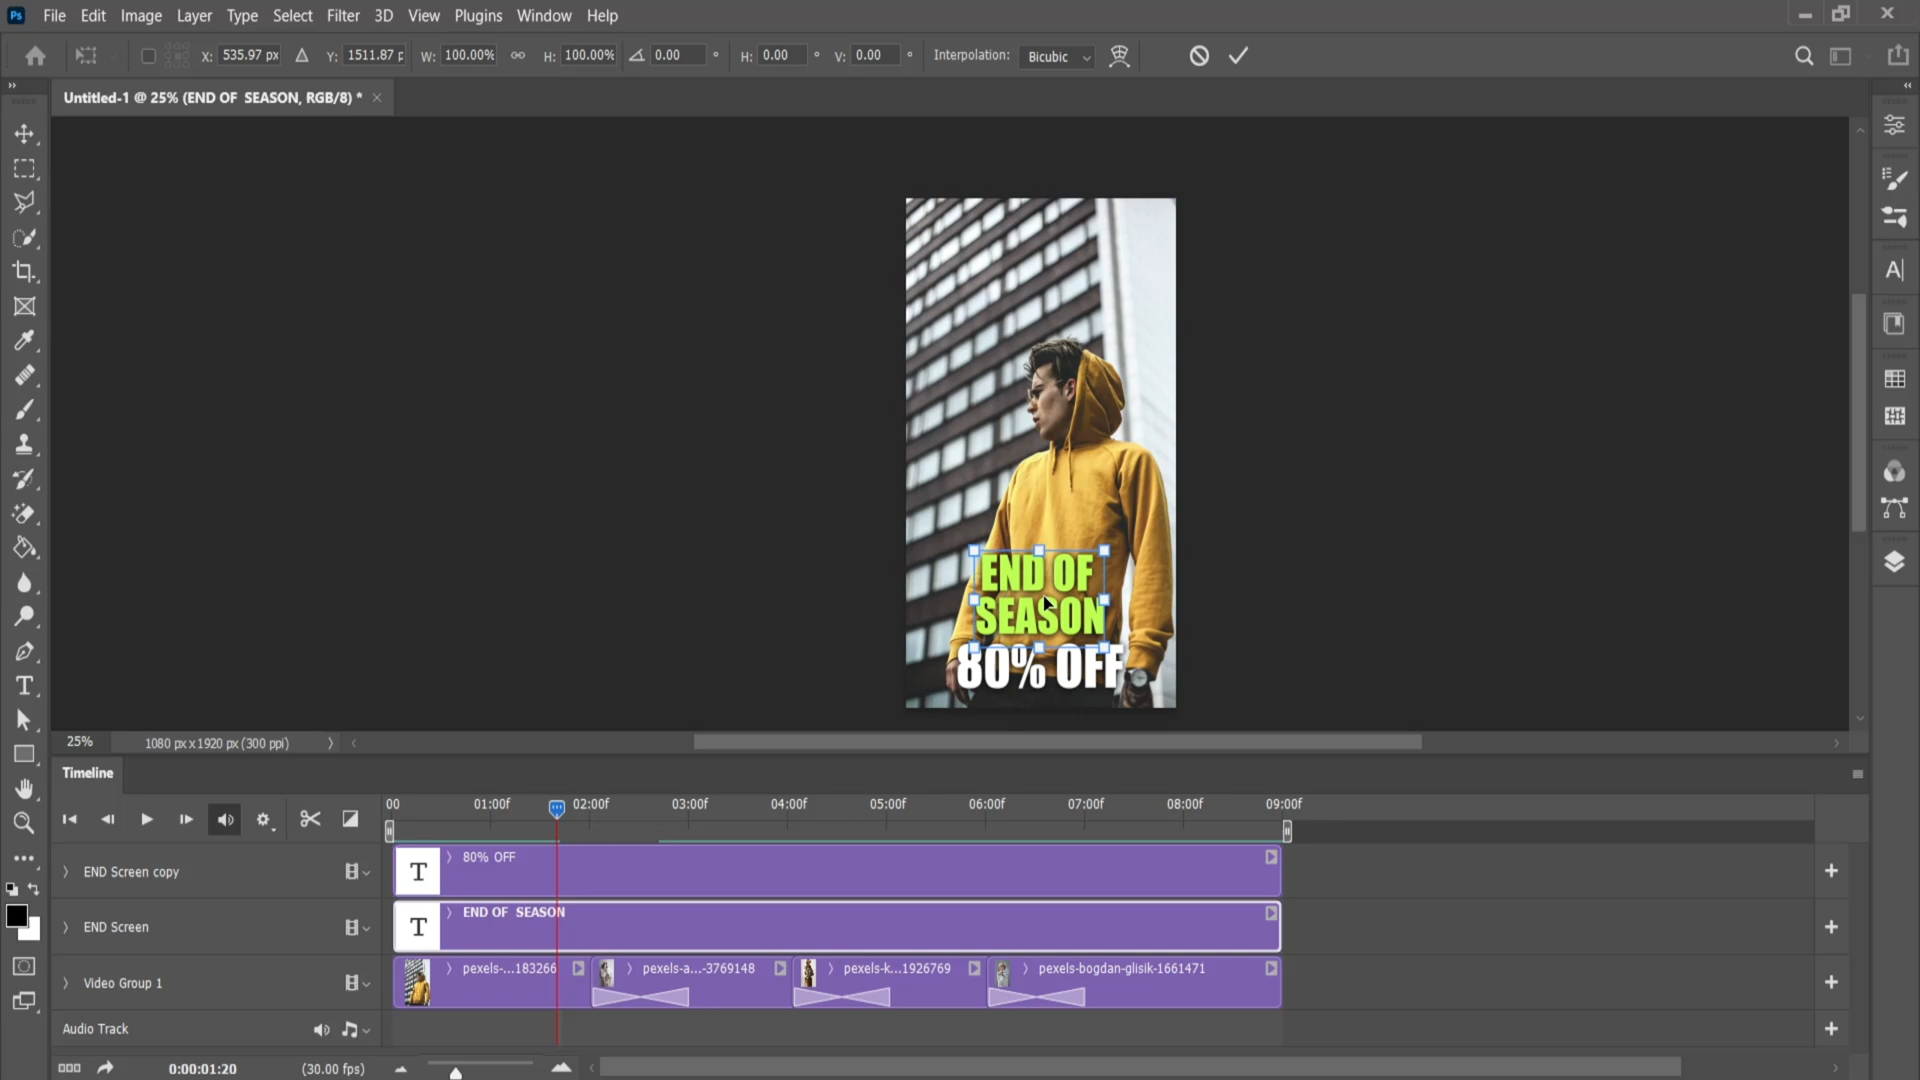 Ps File Edit Image Layer Type Select Filter 3D View Plugins Window Help
X: 535.97 px Y: 1511.87 p W: 100.00% H: 100.00% 0.00 ° H: 0.00 ° V: 0.00 ° Interpolation: Bicubic
Untitled-1 @ 25% (END OF  SEASON, RGB/8) *
END OF
SEASON
80% OFF
25% 1080 px x 1920 px (300 ppi)
Timeline
00 01:00f 02:00f 03:00f 04:00f 05:00f 06:00f 07:00f 08:00f 09:00f
END Screen copy T 80% OFF
END Screen T END OF  SEASON
Video Group 1 pexels-...183266 pexels-a...-3769148 pexels-k...1926769 pexels-bogdan-glisik-1661471
Audio Track
0:00:01:20 (30.00 fps)